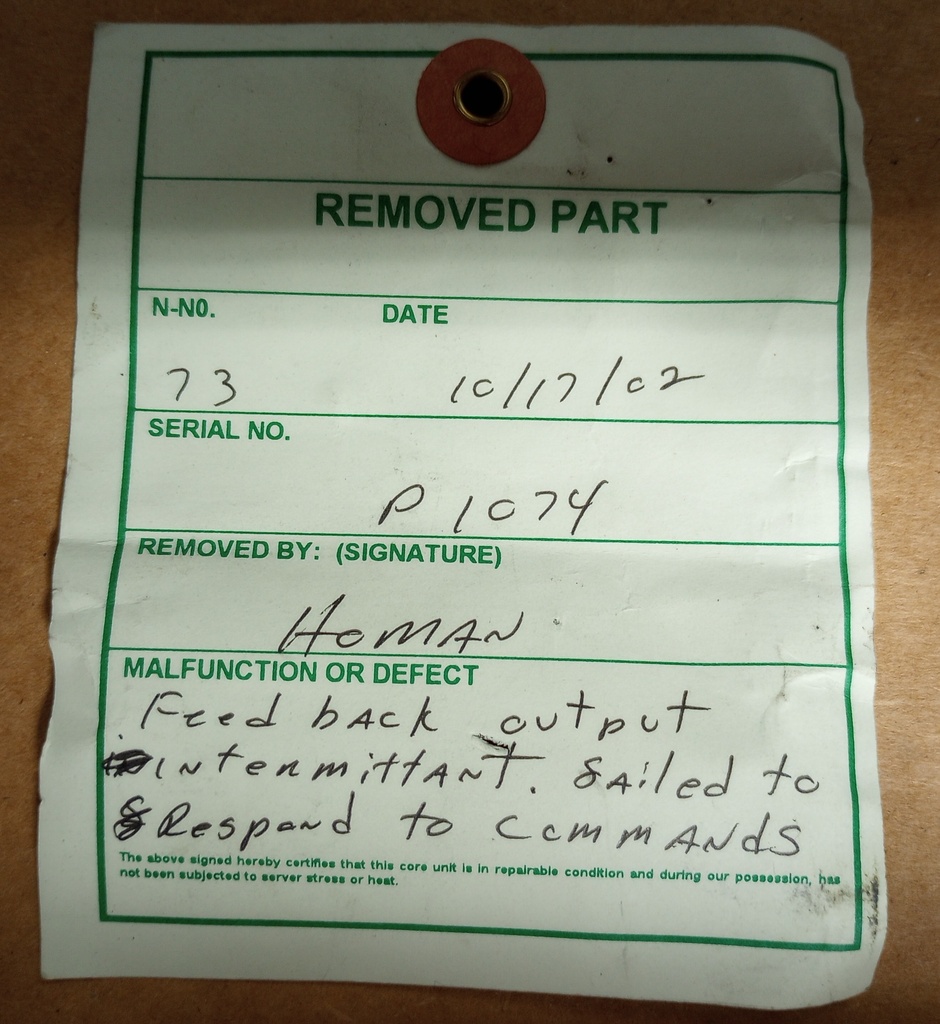 REMOVED PART
N-NO. DATE
73 10/17/02
SERIAL NO.
P1074
REMOVED BY: (SIGNATURE)
HOMAN
MALFUNCTION OR DEFECT
Feed back output
intermittANT. FAiled to
Respond to commANds
The above signed hereby certifies that this core unit is in repairable condition and during our possession, has
not been subjected to server stress or heat.